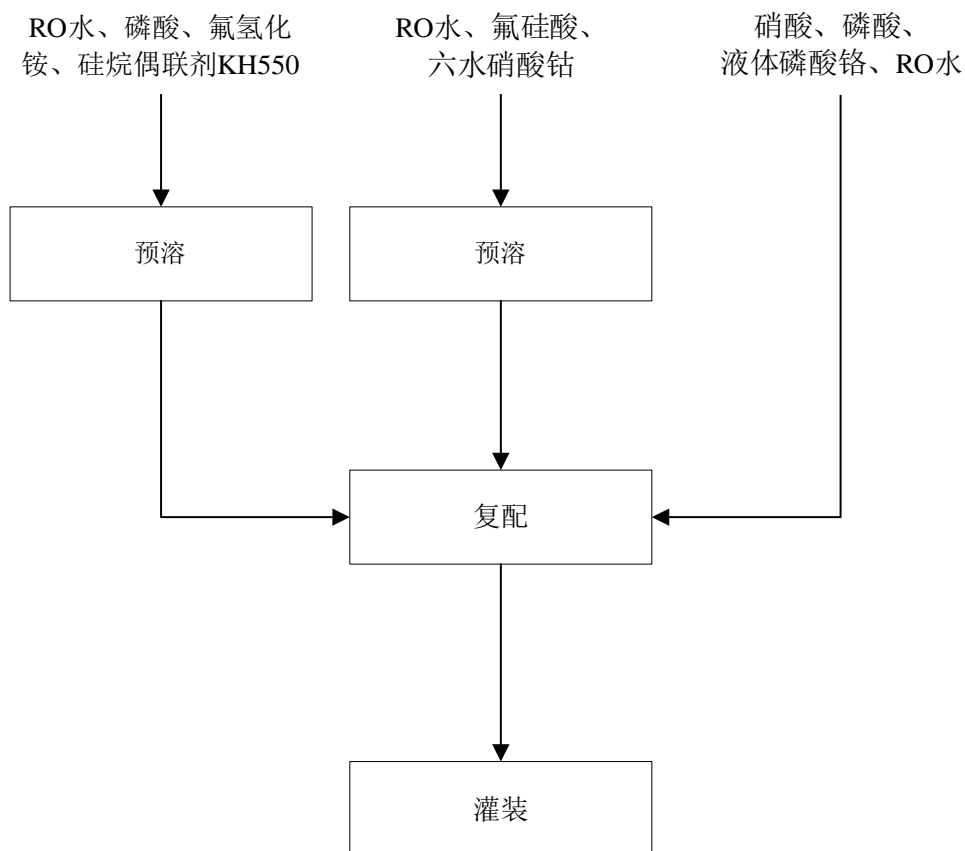 RO水、磷酸、氟氢化
铵、硅烷偶联剂KH550
RO水、氟硅酸、
六水硝酸钴
硝酸、磷酸、
液体磷酸铬、RO水
预溶
预溶
复配
灌装